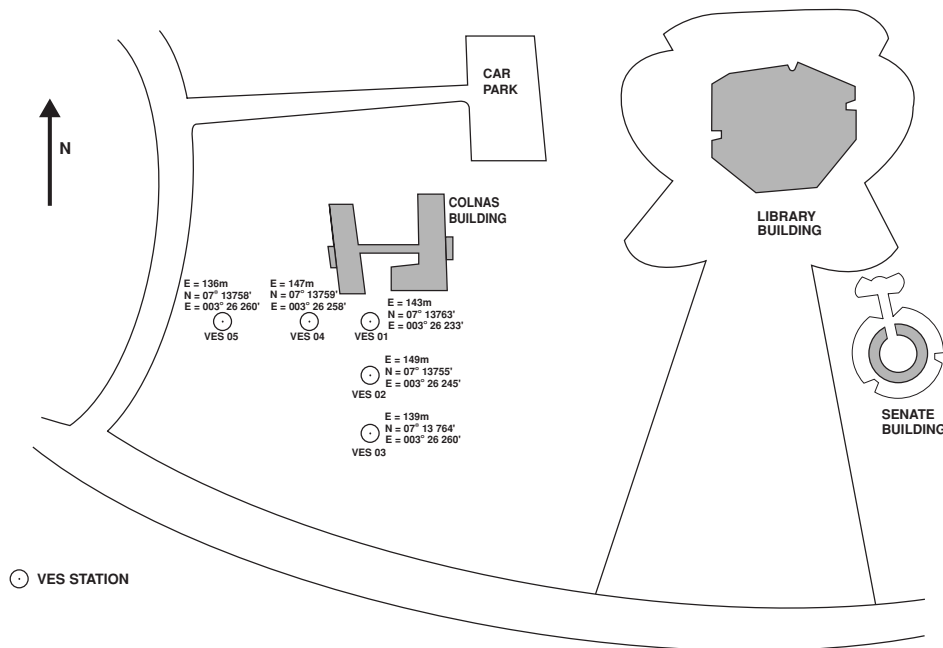 CAR
PARK
N
COLNAS
BUILDING
LIBRARY
BUILDING
E = 136m
N = 07° 13758'
E = 003° 26 260'
VES 05
E = 147m
N = 07° 13759'
E = 003° 26 258'
VES 04
E = 143m
N = 07° 13763'
E = 003° 26 233'
VES 01
E = 149m
N = 07° 13755'
E = 003° 26 245'
VES 02
E = 139m
N = 07° 13 764'
E = 003° 26 260'
VES 03
SENATE
BUILDING
VES STATION